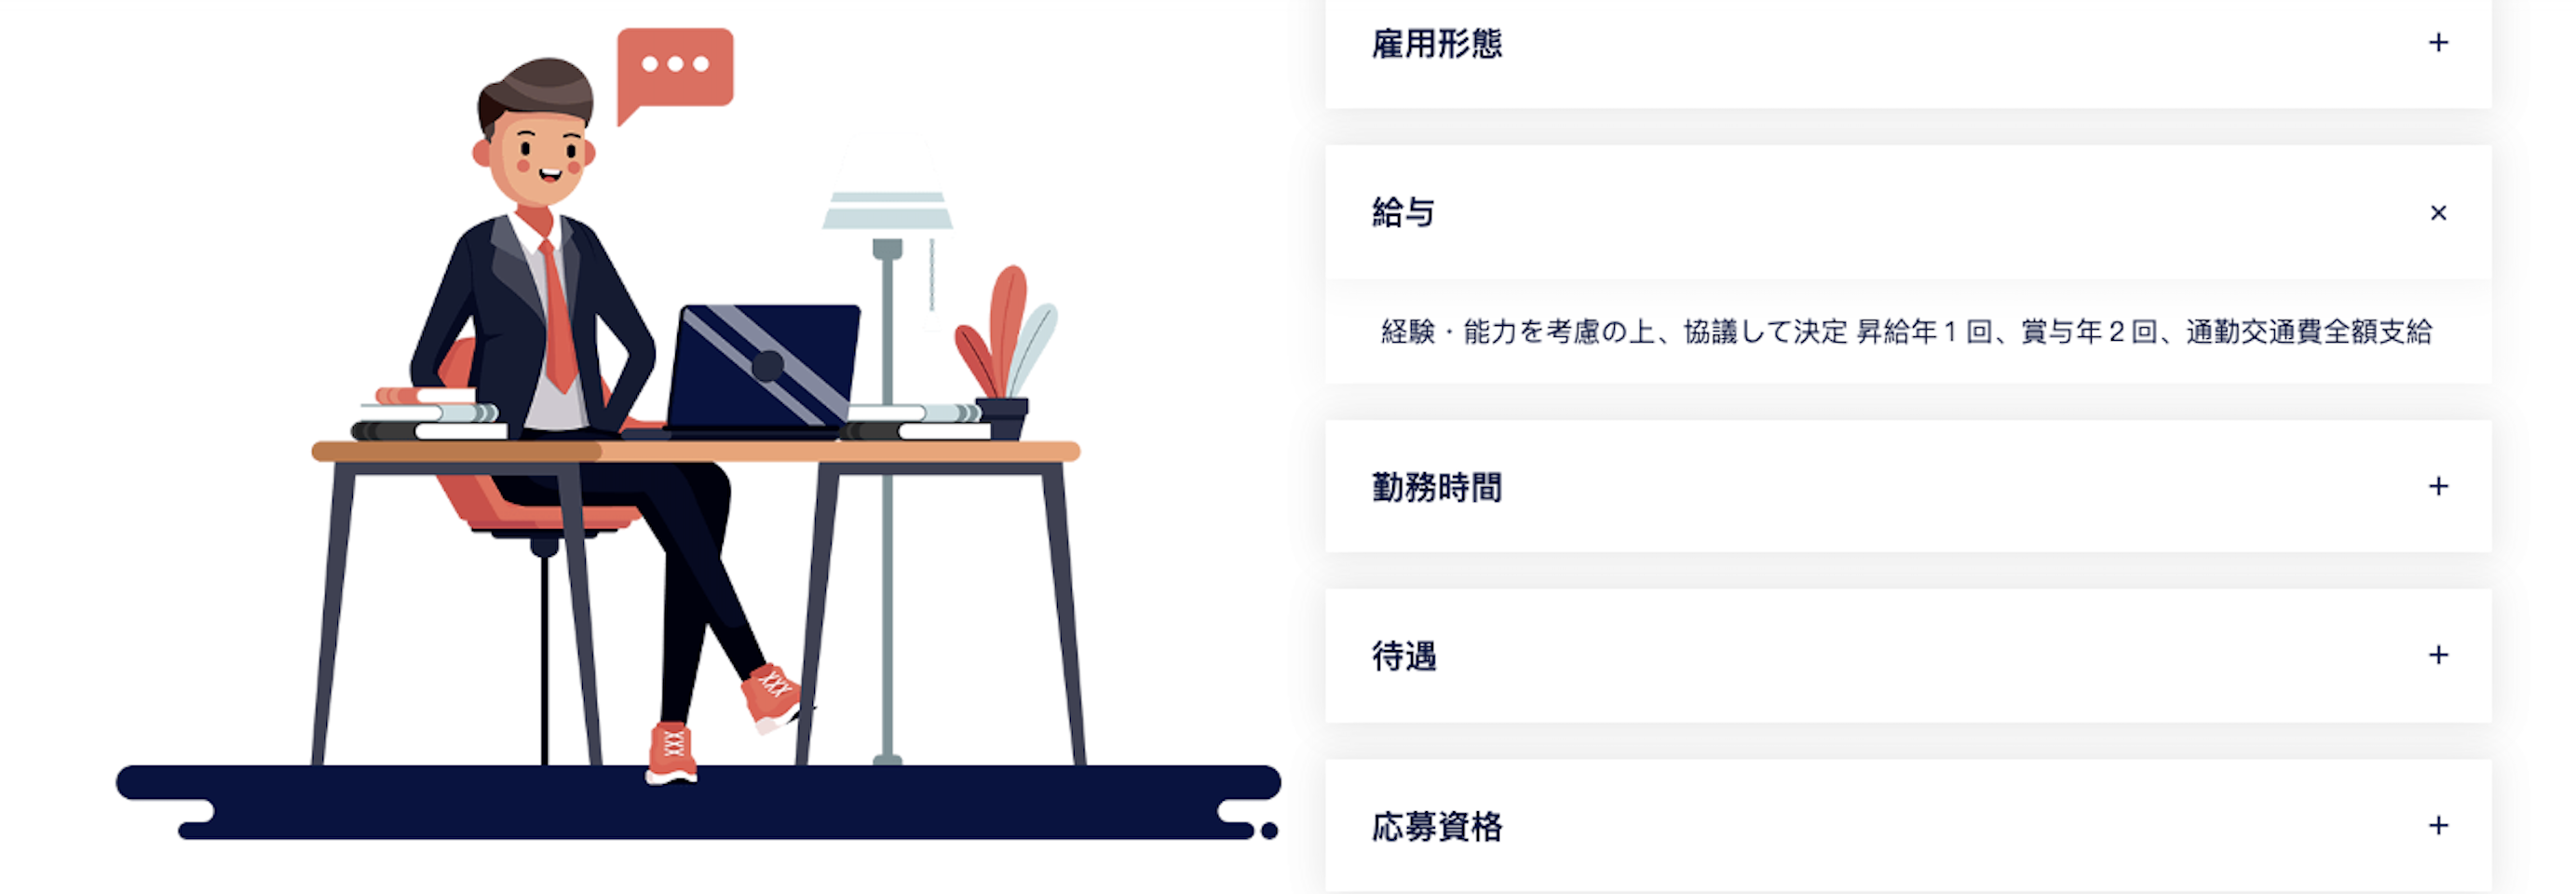 雇用形態
給与
経験・能力を考慮の上、協議して決定 昇給年１回、賞与年２回、通勤交通費全額支給
勤務時間
待遇
応募資格